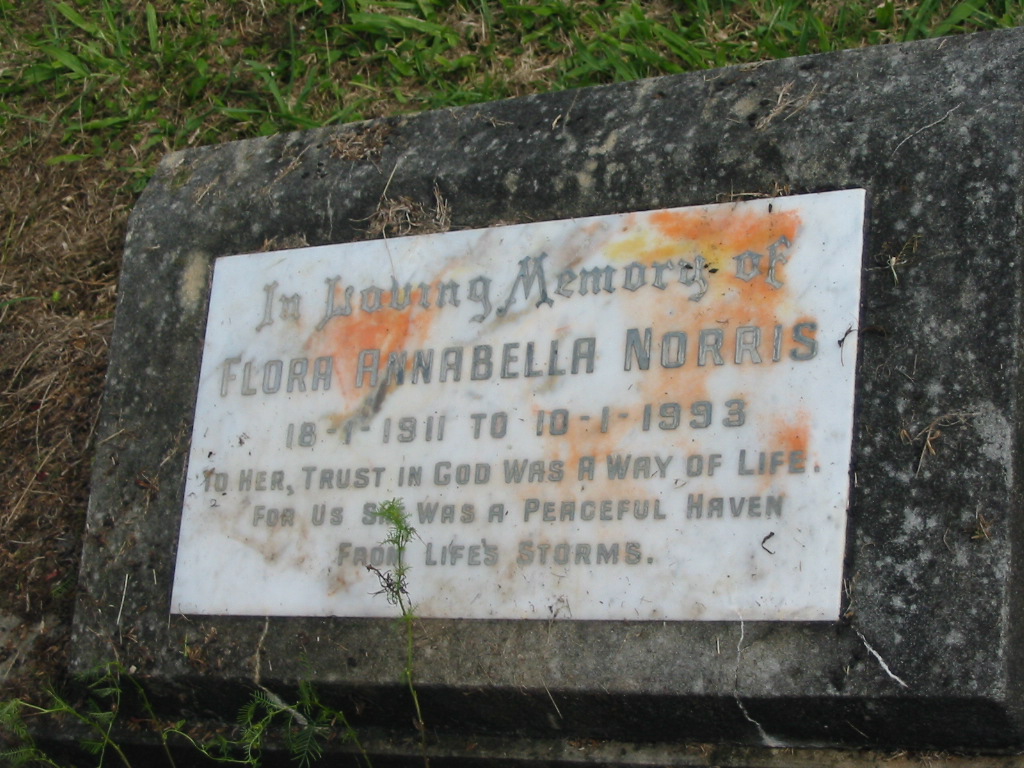 In Loving Memory of
FLORA ANNABELLA NORRIS
18-1-1911 TO 10-1-1993
TO HER, TRUST IN GOD WAS A WAY OF LIFE.
FOR US SHE WAS A PEACEFUL HAVEN
FROM LIFE'S STORMS.